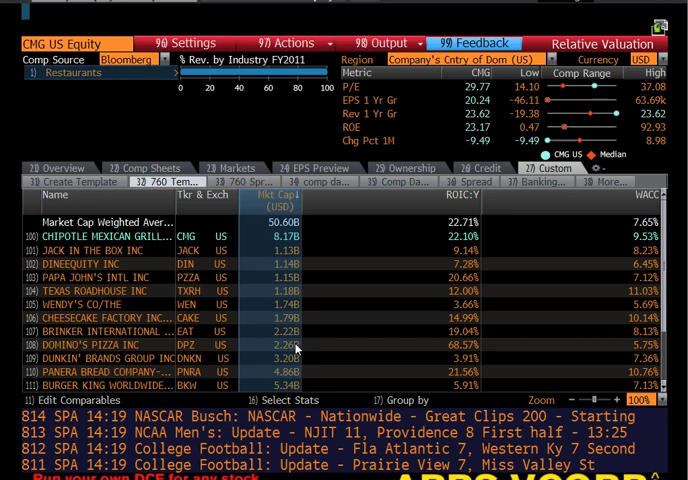 CMG US Equity 96) Settings 97) Actions 98) Output 99) Feedback Relative Valuation
Comp Source Bloomberg % Rev. by Industry FY2011 Region Company's Cntry of Dom (US) Currency USD
1) Restaurants Metric CMG Low Comp Range High
P/E 29.77 14.10 37.08
EPS 1 Yr Gr 20.24 -46.11 63.69k
Rev 1 Yr Gr 23.62 -19.38 23.62
ROE 23.17 0.47 92.93
Chg Pct 1M -9.49 -9.49 8.98
0 20 40 60 80 100
CMG US Median
21) Overview 22) Comp Sheets 23) Markets 24) EPS Preview 25) Ownership 26) Credit 27) Custom
31) Create Template 32) 760 Tem... 33) 760 Spr... 34) comp da... 35) Comp Da... 36) Spread 37) Banking... 38) More...
Name Tkr & Exch Mkt Cap (USD) ROIC:Y WACC
Market Cap Weighted Aver... 50.60B 22.71% 7.65%
100) CHIPOTLE MEXICAN GRILL... CMG US 8.17B 22.10% 9.53%
101) JACK IN THE BOX INC JACK US 1.13B 9.14% 8.23%
102) DINEEQUITY INC DIN US 1.14B 7.28% 6.45%
103) PAPA JOHN'S INTL INC PZZA US 1.15B 20.66% 7.12%
104) TEXAS ROADHOUSE INC TXRH US 1.18B 12.00% 11.03%
105) WENDY'S CO/THE WEN US 1.74B 3.66% 5.69%
106) CHEESECAKE FACTORY INC... CAKE US 1.79B 14.99% 10.14%
107) BRINKER INTERNATIONAL ... EAT US 2.22B 19.04% 8.13%
108) DOMINO'S PIZZA INC DPZ US 2.26B 68.57% 5.75%
109) DUNKIN' BRANDS GROUP INC DNKN US 3.20B 3.91% 7.36%
110) PANERA BREAD COMPANY-... PNRA US 4.86B 21.56% 10.76%
111) BURGER KING WORLDWIDE... BKW US 5.34B 5.91% 7.13%
11) Edit Comparables 16) Select Stats 17) Group by Zoom 100%
814 SPA 14:19 NASCAR Busch: NASCAR - Nationwide - Great Clips 200 - Starting
813 SPA 14:19 NCAA Men's: Update - NJIT 11, Providence 8 First half - 13:25
812 SPA 14:19 College Football: Update - Fla Atlantic 7, Western Ky 7 Second
811 SPA 14:19 College Football: Update - Prairie View 7, Miss Valley St
Run your own DCF for any stock